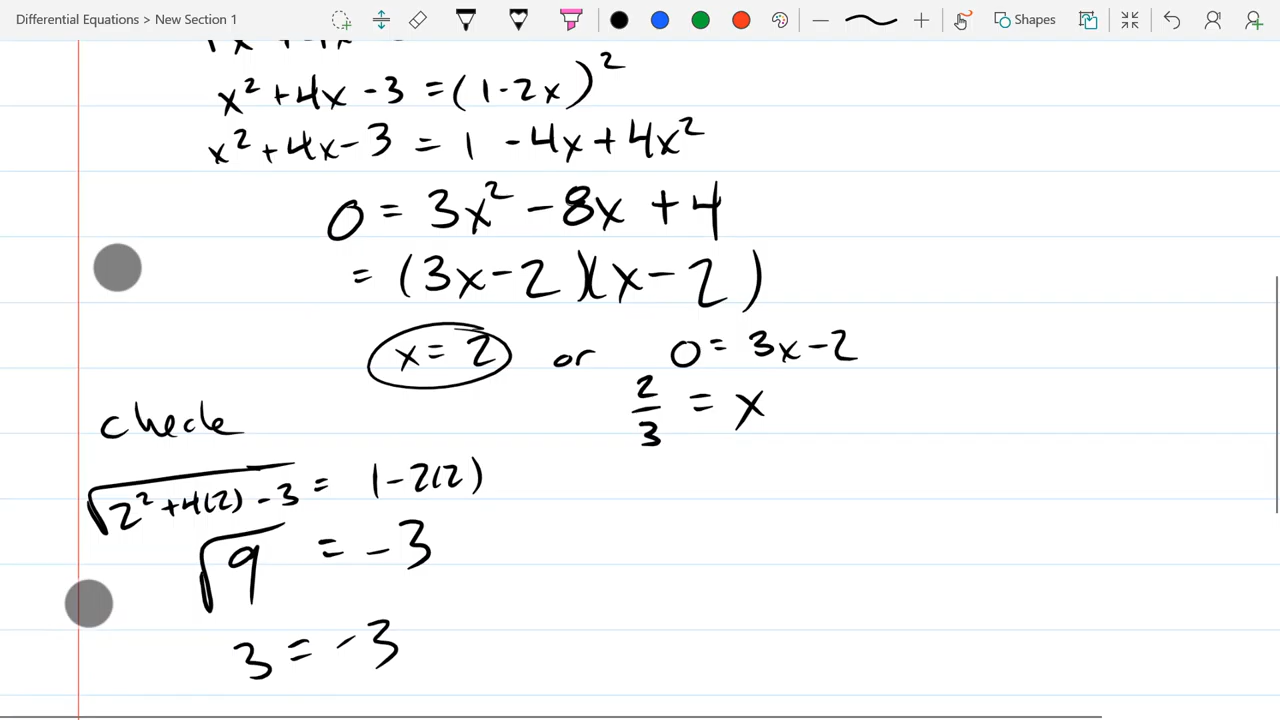 Differential Equations > New Section 1
Shapes
x² + 4x - 3 = (1 - 2x)²
x² + 4x - 3 = 1 - 4x + 4x²
0 = 3x² - 8x + 4
= (3x - 2)(x - 2)
x = 2 or 0 = 3x - 2
2/3 = x
check
√(2² + 4(2) - 3) = 1 - 2(2)
√9 = -3
3 = -3